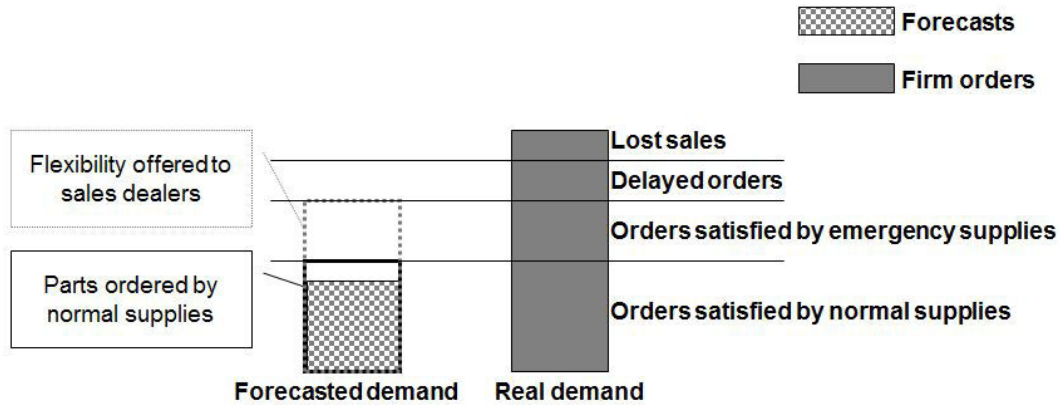 Forecasts
Firm orders
Flexibility offered to
sales dealers
Lost sales
Delayed orders
Orders satisfied by emergency supplies
Parts ordered by
normal supplies
Orders satisfied by normal supplies
Forecasted demand
Real demand